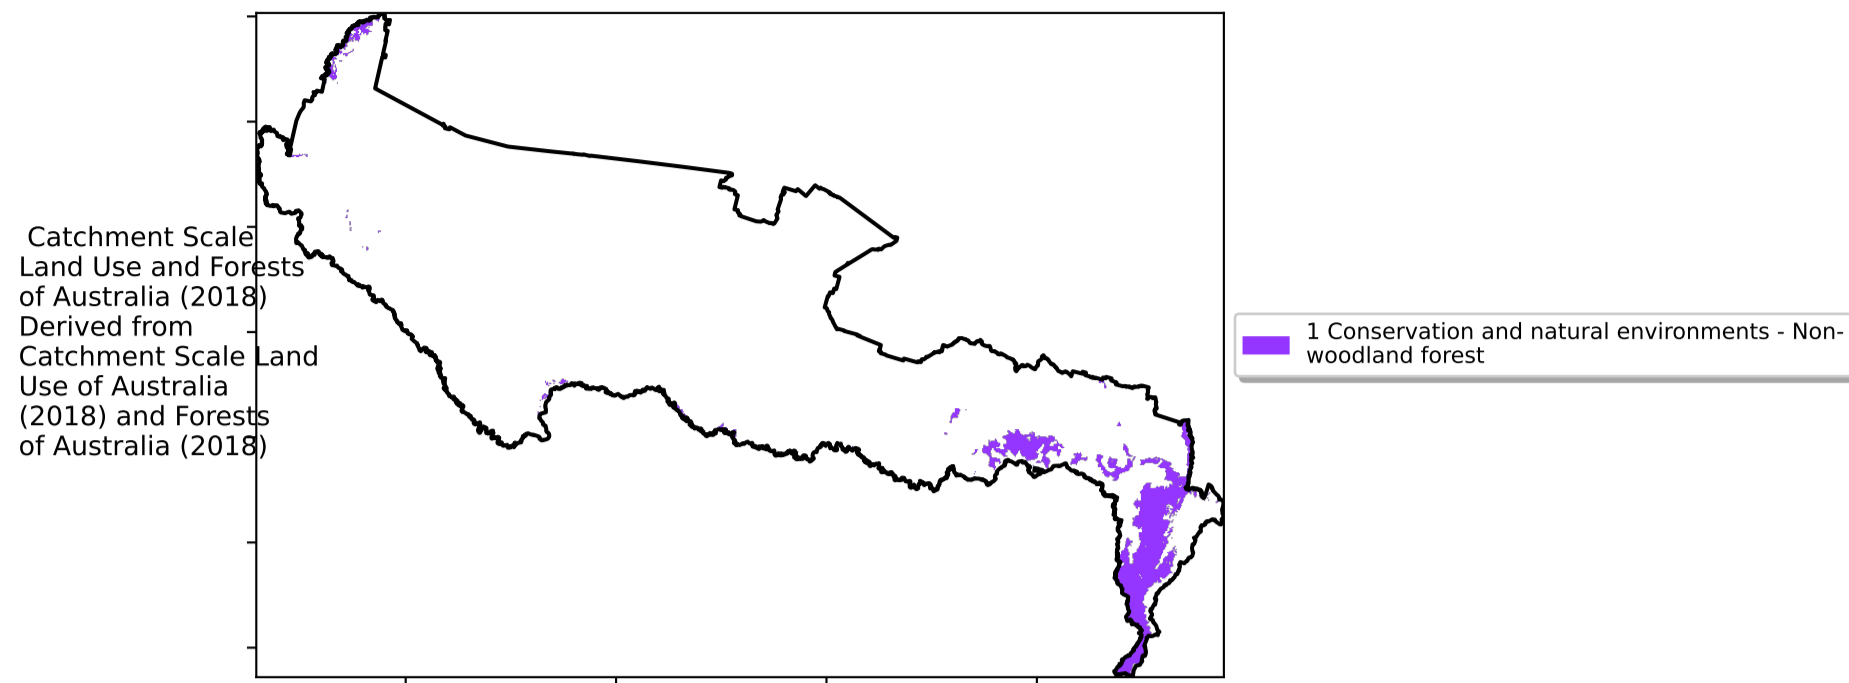 Catchment Scale
Land Use and Forests
of Australia (2018)
Derived from
Catchment Scale Land
Use of Australia
(2018) and Forests
of Australia (2018)
1 Conservation and natural environments - Non-
woodland forest